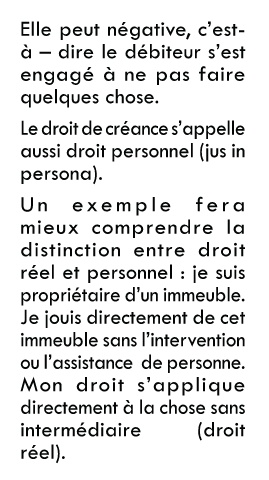 Elle peut négative, c’est-
à – dire le débiteur s’est
engagé à ne pas faire
quelques chose.
Le droit de créance s’appelle
aussi droit personnel (jus in
persona).
Un exemple fera
mieux comprendre la
distinction entre droit
réel et personnel : je suis
propriétaire d’un immeuble.
Je jouis directement de cet
immeuble sans l’intervention
ou l’assistance de personne.
Mon droit s’applique
directement à la chose sans
intermédiaire (droit
réel).